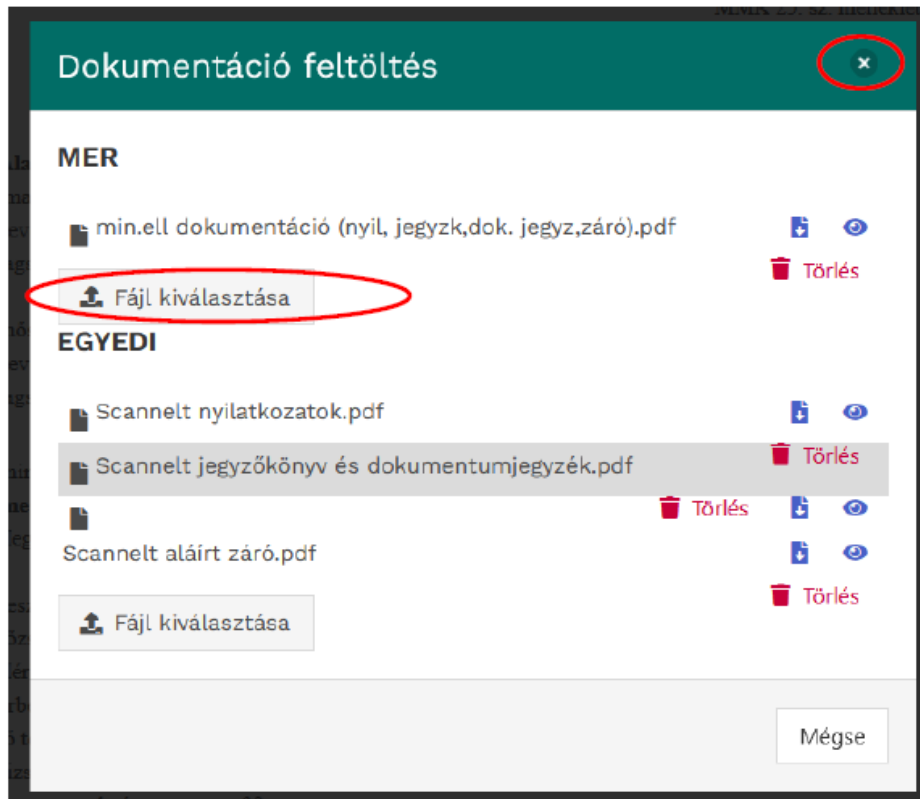 Dokumentáció feltöltés
MER
min.ell dokumentáció (nyil, jegyzk,dok. jegyz,záró).pdf
Törlés
Fájl kiválasztása
EGYEDI
Scannelt nyilatkozatok.pdf
Törlés
Scannelt jegyzőkönyv és dokumentumjegyzék.pdf
Törlés
Scannelt aláírt záró.pdf
Törlés
Fájl kiválasztása
Mégse